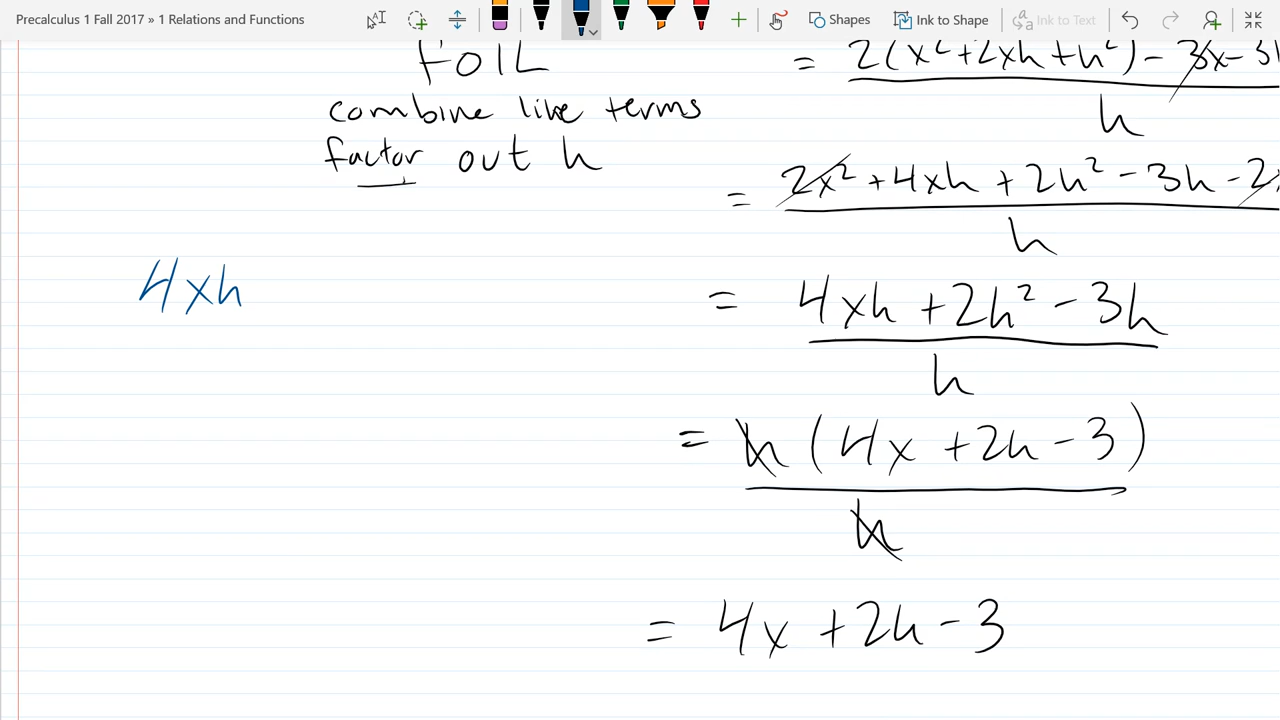 Precalculus 1 Fall 2017 » 1 Relations and Functions
Shapes
Ink to Shape
Ink to Text
FOIL
combine like terms
factor out h
= 2(x²+2xh+h²) - 3x - 3
h
= 2x² + 4xh + 2h² - 3h - 2
h
4xh
= 4xh + 2h² - 3h
h
= h(4x + 2h - 3)
h
= 4x + 2h - 3